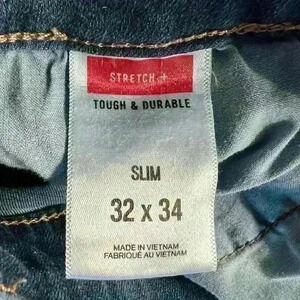 STRETCH +
TOUGH & DURABLE
SLIM
32 x 34
MADE IN VIETNAM
FABRIQUÉ AU VIETNAM